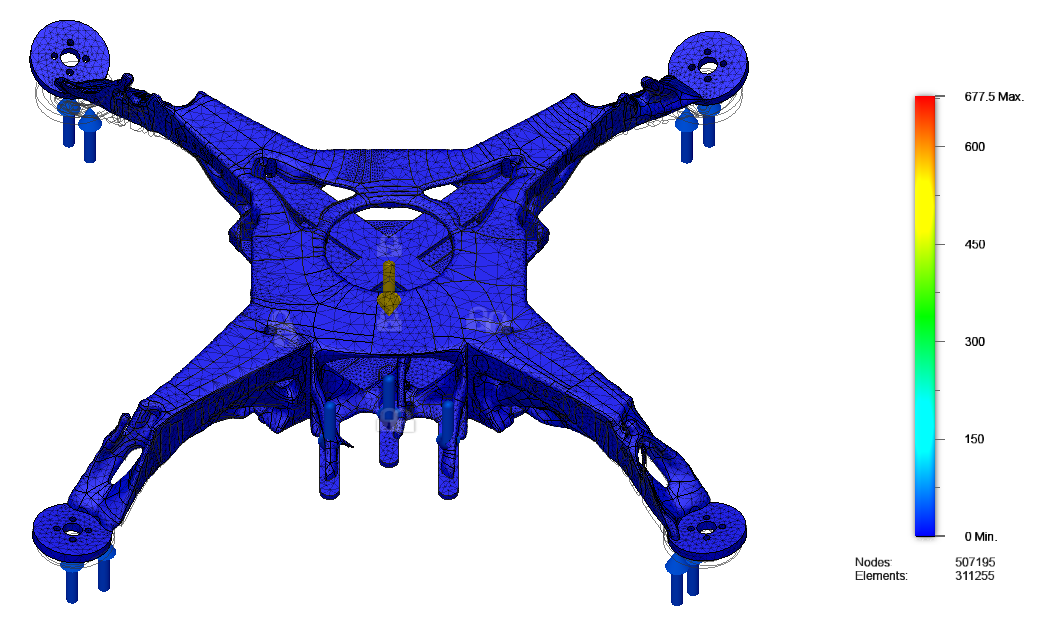 677.5 Max.
600
450
300
150
0 Min.
Nodes: 507195
Elements: 311255